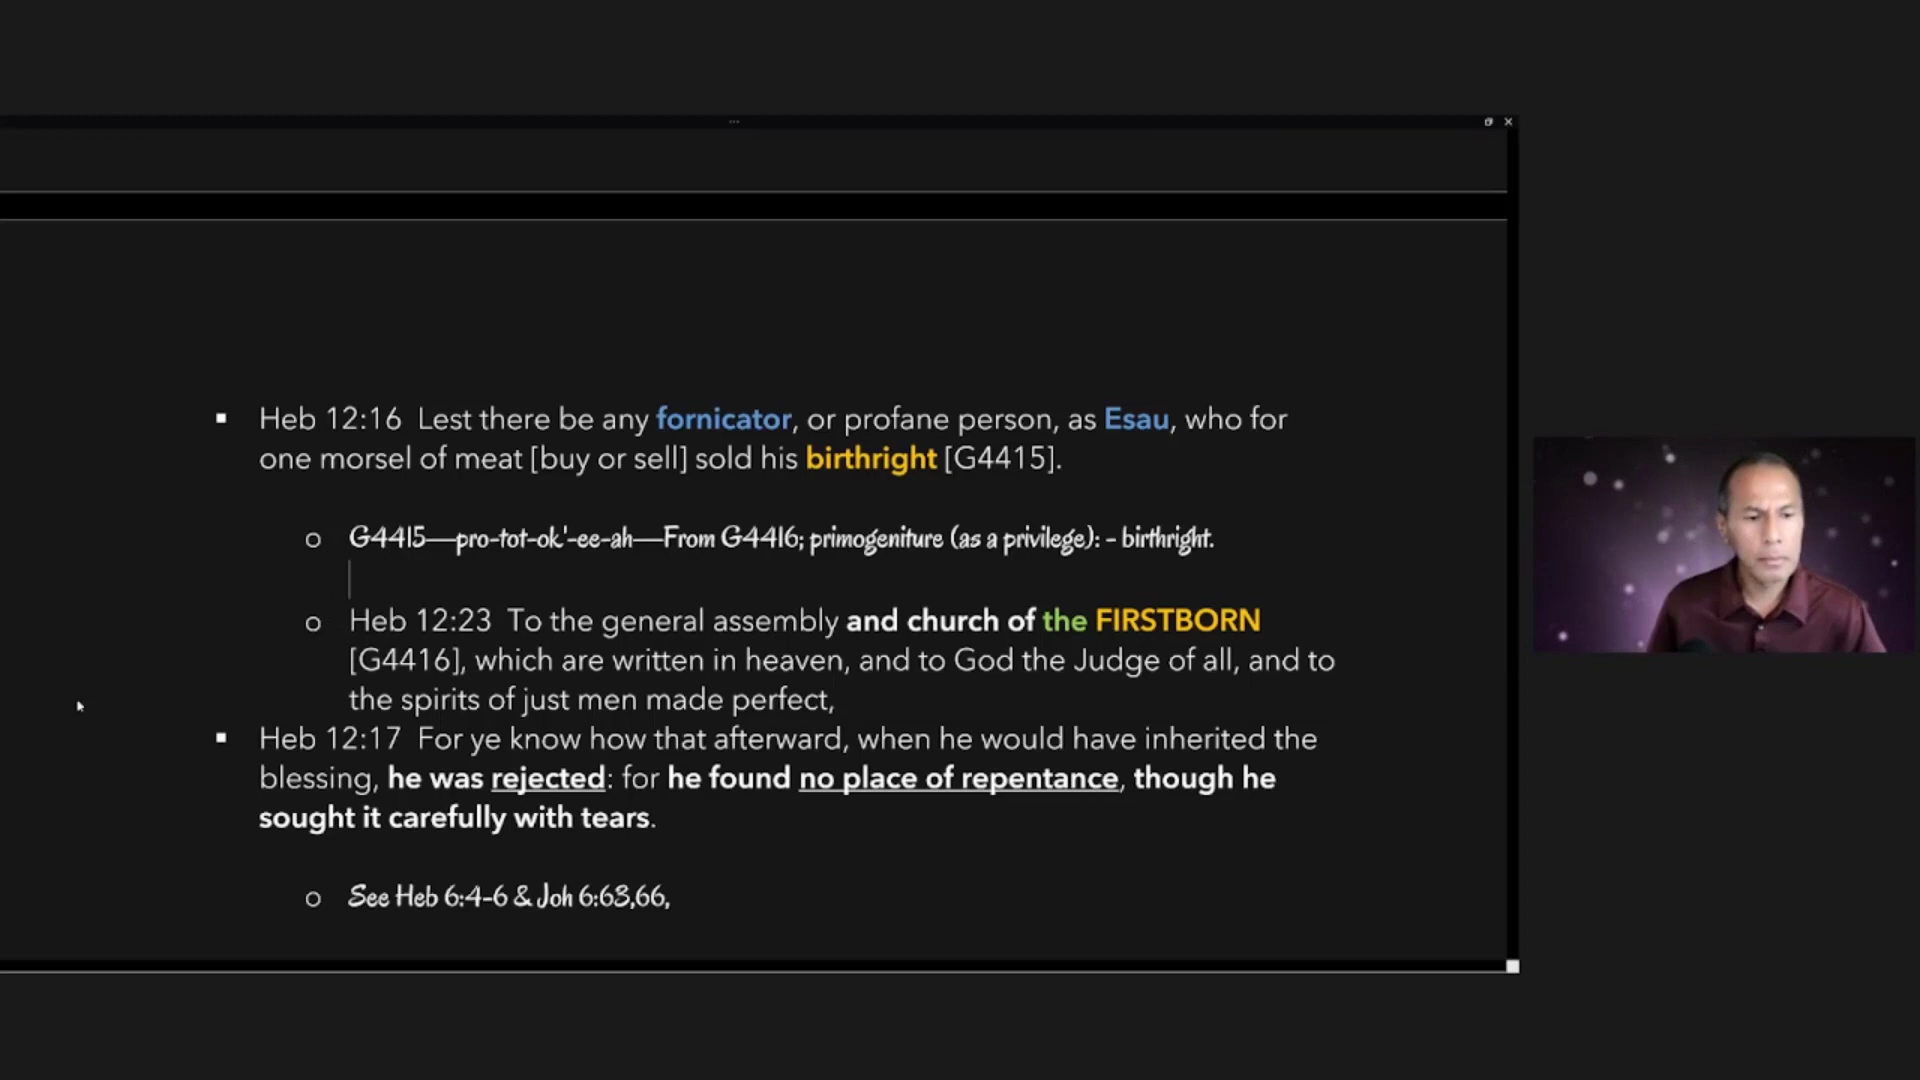 ▪ Heb 12:16  Lest there be any fornicator, or profane person, as Esau, who for
one morsel of meat [buy or sell] sold his birthright [G4415].
o G4415—pro-tot-ok'-ee-ah—From G4416; primogeniture (as a privilege): - birthright.
o Heb 12:23  To the general assembly and church of the FIRSTBORN
[G4416], which are written in heaven, and to God the Judge of all, and to
the spirits of just men made perfect,
▪ Heb 12:17  For ye know how that afterward, when he would have inherited the
blessing, he was rejected: for he found no place of repentance, though he
sought it carefully with tears.
o See Heb 6:4-6 & Joh 6:63,66,